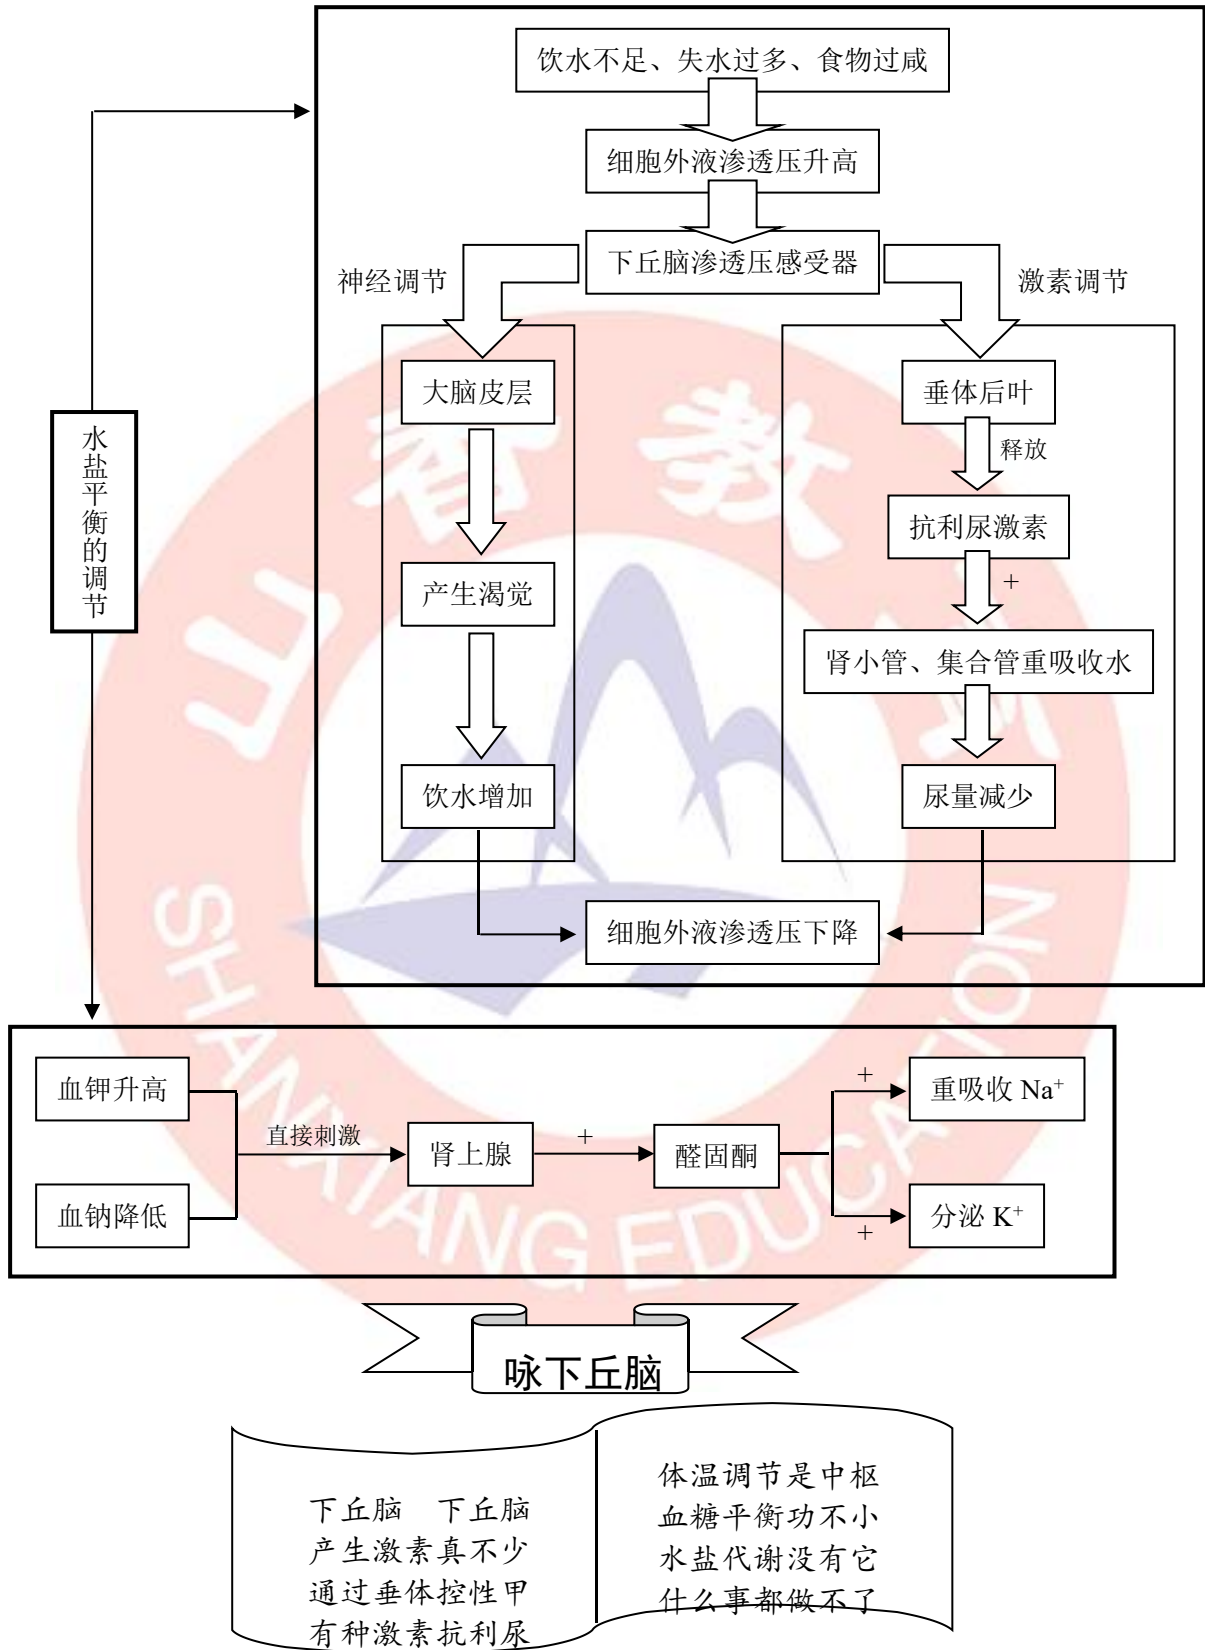 饮水不足、失水过多、食物过咸
细胞外液渗透压升高
下丘脑渗透压感受器
神经调节
激素调节
大脑皮层
产生渴觉
饮水增加
垂体后叶
释放
抗利尿激素
+
肾小管、集合管重吸收水
尿量减少
细胞外液渗透压下降
水盐平衡的调节
血钾升高
血钠降低
直接刺激
肾上腺
+
醛固酮
+
重吸收 Na⁺
+
分泌 K⁺
咏下丘脑
下丘脑 下丘脑
产生激素真不少
通过垂体控性甲
有种激素抗利尿
体温调节是中枢
血糖平衡功不小
水盐代谢没有它
什么事都做不了
山香教育
SHANXIANG EDUCATION